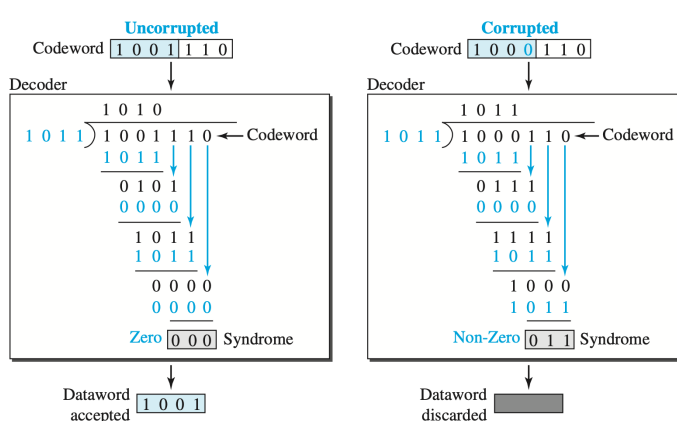 Uncorrupted
Codeword 1 0 0 1 1 1 0
Decoder
1 0 1 0
1 0 1 1 ) 1 0 0 1 1 1 0 Codeword
1 0 1 1
0 1 0 1
0 0 0 0
1 0 1 1
1 0 1 1
0 0 0 0
0 0 0 0
Zero 0 0 0 Syndrome
Dataword
accepted 1 0 0 1
Corrupted
Codeword 1 0 0 0 1 1 0
Decoder
1 0 1 1
1 0 1 1 ) 1 0 0 0 1 1 0 Codeword
1 0 1 1
0 1 1 1
0 0 0 0
1 1 1 1
1 0 1 1
1 0 0 0
1 0 1 1
Non-Zero 0 1 1 Syndrome
Dataword
discarded